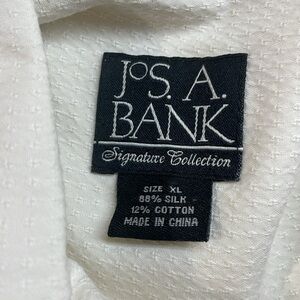 JOS. A.
BANK
Signature Collection
SIZE XL
88% SILK
12% COTTON
MADE IN CHINA